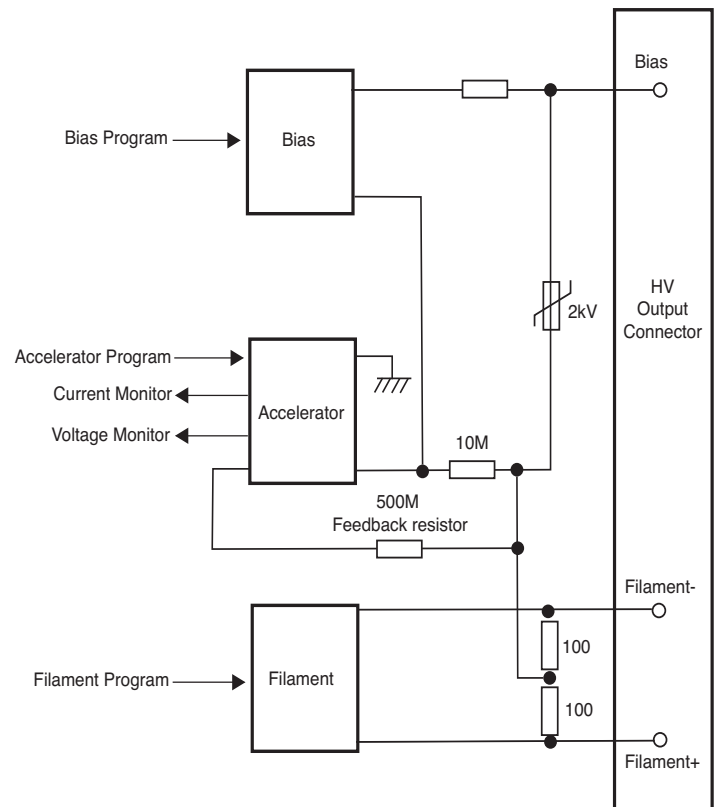 Bias
Bias Program
Bias
HV
Output
Connector
2kV
Accelerator Program
Current Monitor
Accelerator
Voltage Monitor
10M
500M
Feedback resistor
Filament-
100
Filament Program
Filament
100
Filament+